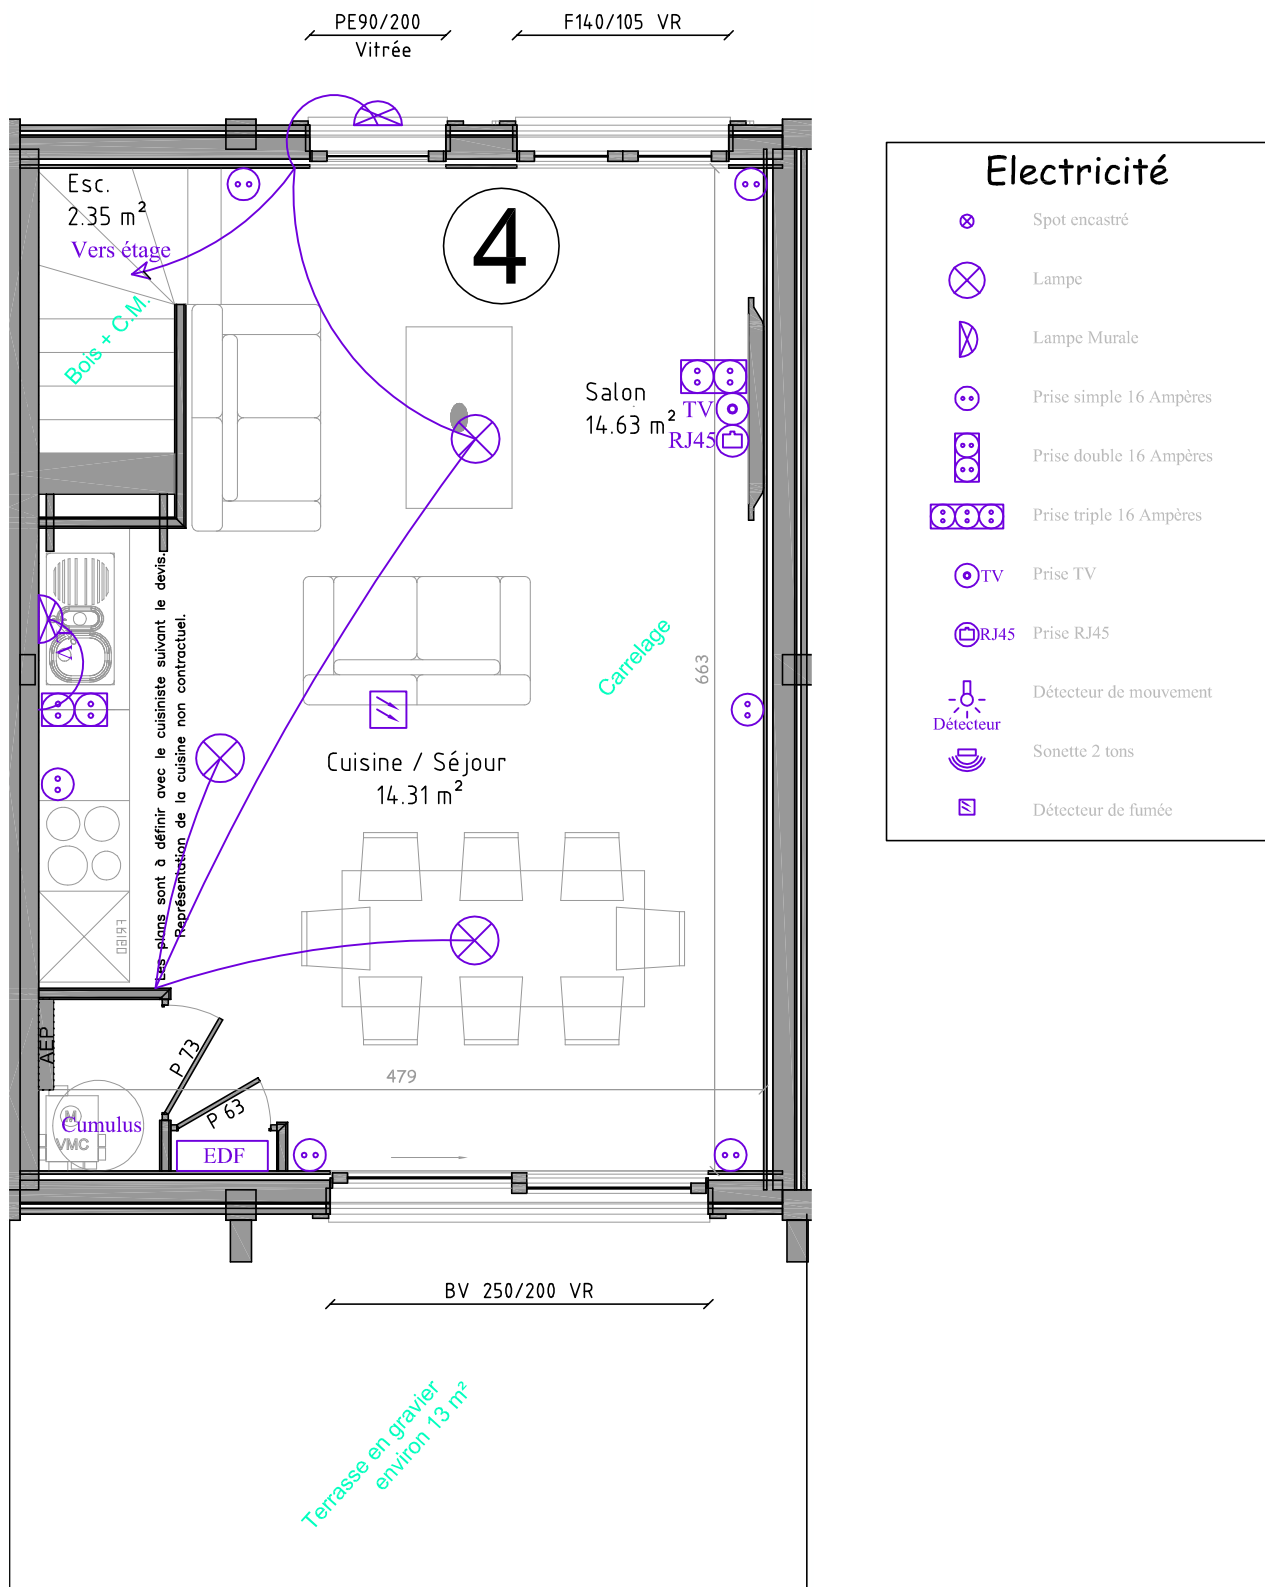 PE90/200
Vitrée
F140/105 VR
Esc.
2.35 m²
Vers étage
Bois + C.M.
4
Salon
14.63 m²
TV
RJ45
Les plans sont à définir avec le cuisiniste suivant le devis.
Représentation de la cuisine non contractuel.
Carrelage
663
Cuisine / Séjour
14.31 m²
FRIGO
AEP
P 73
P 63
479
M
Cumulus
VMC
EDF
BV 250/200 VR
Terrasse en gravier
environ 13 m²
Electricité
Spot encastré
Lampe
Lampe Murale
Prise simple 16 Ampères
Prise double 16 Ampères
Prise triple 16 Ampères
TV
Prise TV
RJ45
Prise RJ45
Détecteur de mouvement
Détecteur
Sonette 2 tons
Détecteur de fumée